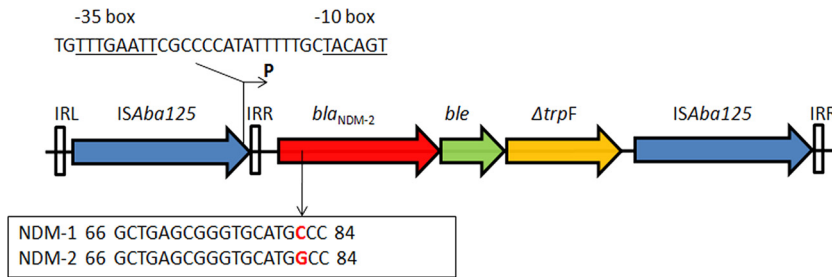 -35 box -10 box
TGTTTGAATTCGCCCCATATTTTTGCTACAGT
P
IRL ISAba125 IRR blaNDM-2 ble ΔtrpF ISAba125 IRR
NDM-1 66 GCTGAGCGGGTGCATGCCC 84
NDM-2 66 GCTGAGCGGGTGCATGGCC 84